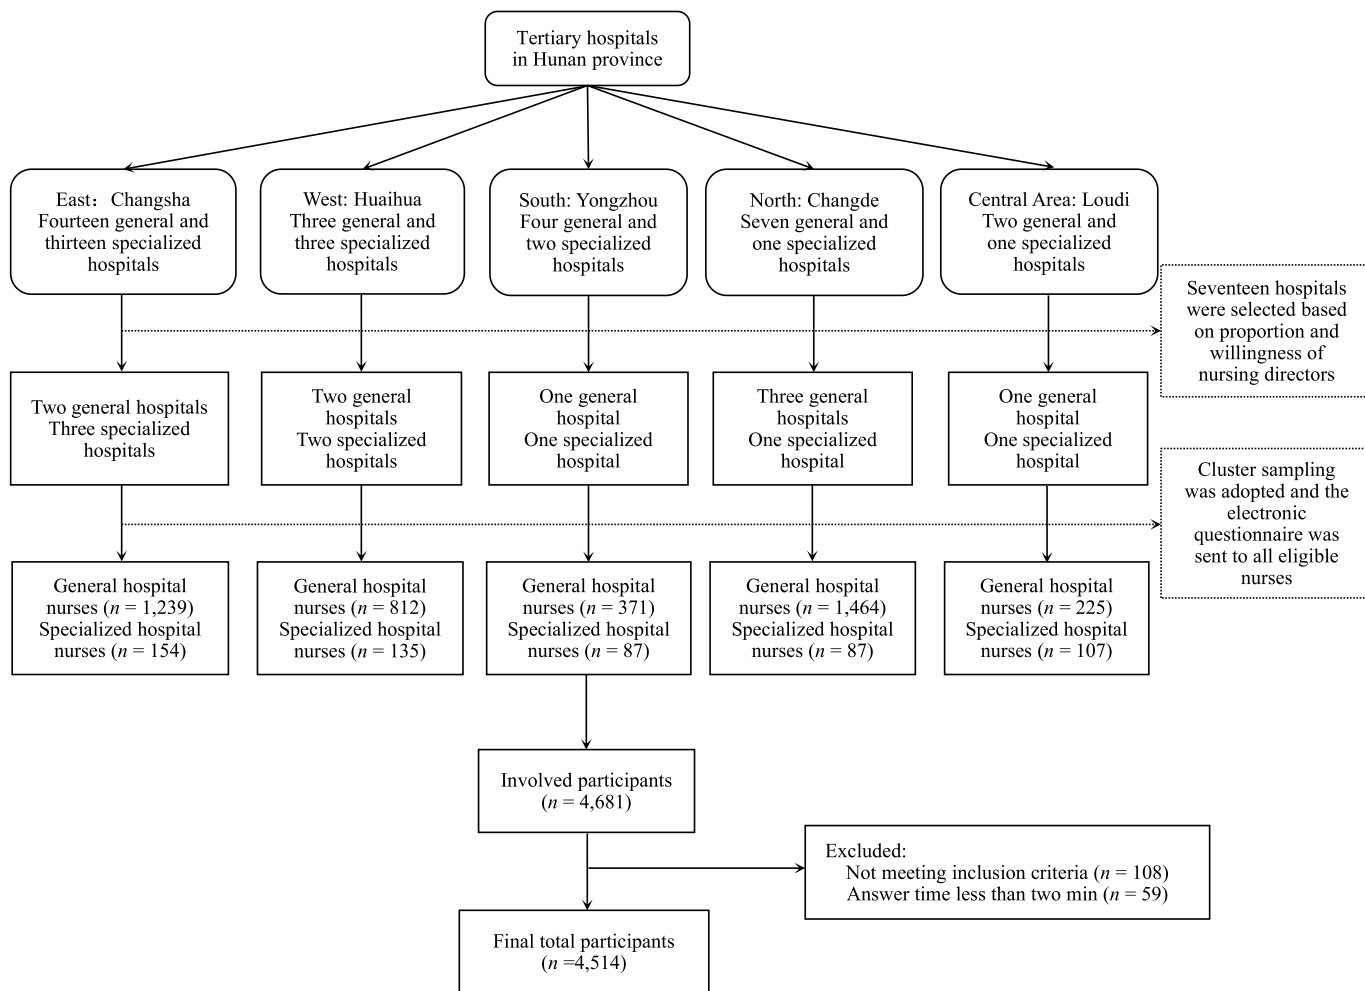 Tertiary hospitals
in Hunan province
East: Changsha
Fourteen general and
thirteen specialized
hospitals
West: Huaihua
Three general and
three specialized
hospitals
South: Yongzhou
Four general and
two specialized
hospitals
North: Changde
Seven general and
one specialized
hospitals
Central Area: Loudi
Two general and
one specialized
hospitals
Seventeen hospitals
were selected based
on proportion and
willingness of
nursing directors
Two general hospitals
Three specialized
hospitals
Two general
hospitals
Two specialized
hospitals
One general
hospital
One specialized
hospital
Three general
hospitals
One specialized
hospital
One general
hospital
One specialized
hospital
Cluster sampling
was adopted and the
electronic
questionnaire was
sent to all eligible
nurses
General hospital
nurses (n = 1,239)
Specialized hospital
nurses (n = 154)
General hospital
nurses (n = 812)
Specialized hospital
nurses (n = 135)
General hospital
nurses (n = 371)
Specialized hospital
nurses (n = 87)
General hospital
nurses (n = 1,464)
Specialized hospital
nurses (n = 87)
General hospital
nurses (n = 225)
Specialized hospital
nurses (n = 107)
Involved participants
(n = 4,681)
Excluded:
Not meeting inclusion criteria (n = 108)
Answer time less than two min (n = 59)
Final total participants
(n =4,514)